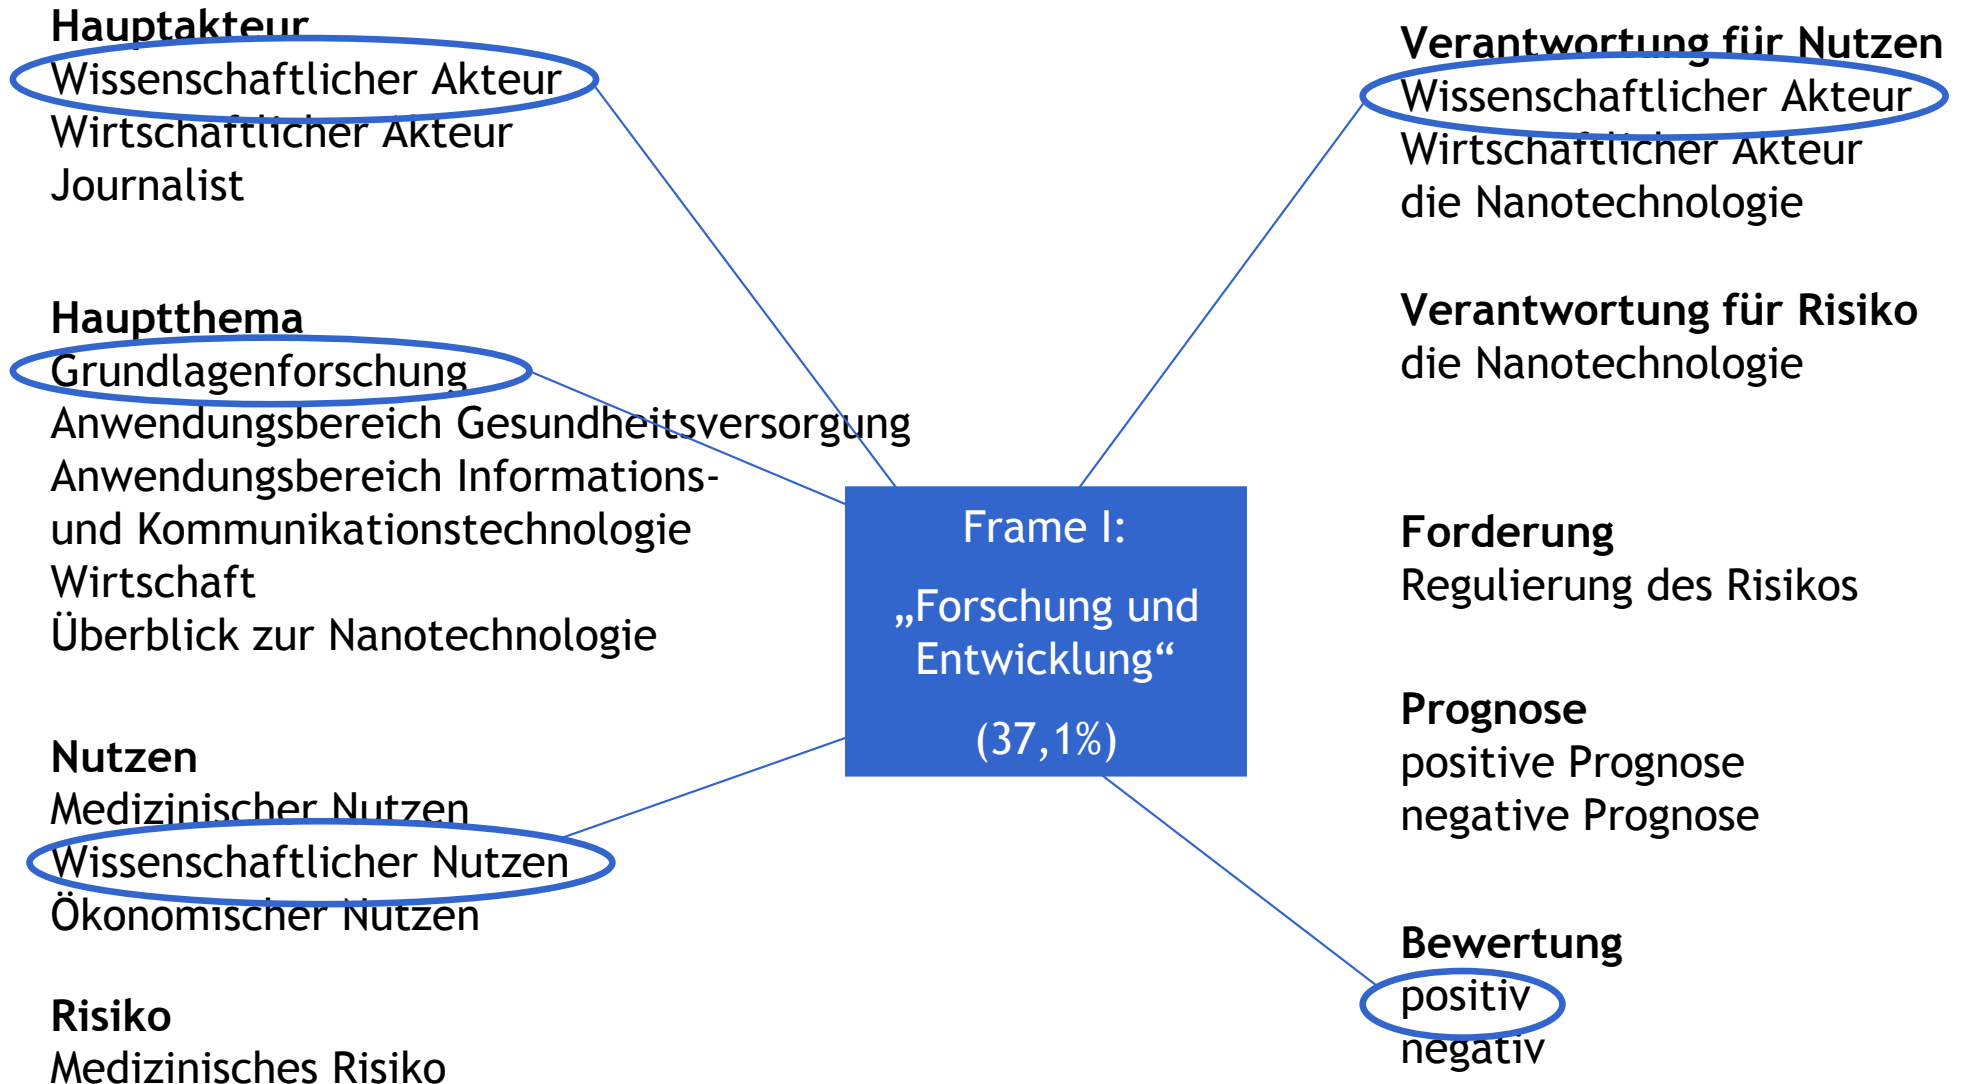 Hauptakteur
Wissenschaftlicher Akteur
Wirtschaftlicher Akteur
Journalist
Hauptthema
Grundlagenforschung
Anwendungsbereich Gesundheitsversorgung
Anwendungsbereich Informations-
und Kommunikationstechnologie
Wirtschaft
Überblick zur Nanotechnologie
Nutzen
Medizinischer Nutzen
Wissenschaftlicher Nutzen
Ökonomischer Nutzen
Risiko
Medizinisches Risiko
Frame I:
„Forschung und
Entwicklung“
(37,1%)
Verantwortung für Nutzen
Wissenschaftlicher Akteur
Wirtschaftlicher Akteur
die Nanotechnologie
Verantwortung für Risiko
die Nanotechnologie
Forderung
Regulierung des Risikos
Prognose
positive Prognose
negative Prognose
Bewertung
positiv
negativ